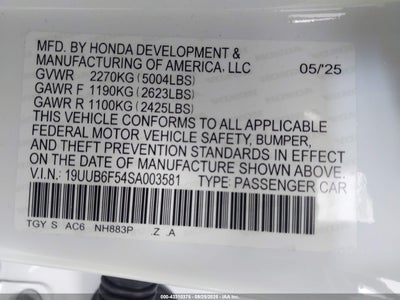 MFD. BY HONDA DEVELOPMENT &
MANUFACTURING OF AMERICA, LLC 05/'25
GVWR 2270KG (5004LBS)
GAWR F 1190KG (2623LBS)
GAWR R 1100KG (2425LBS)
THIS VEHICLE CONFORMS TO ALL APPLICABLE
FEDERAL MOTOR VEHICLE SAFETY, BUMPER,
AND THEFT PREVENTION STANDARDS IN EFFECT
ON THE DATE OF MANUFACTURE SHOWN ABOVE.
V.I.N.: 19UUB6F54SA003581 TYPE: PASSENGER CAR
TGY S AC6 NH883P .Z .A